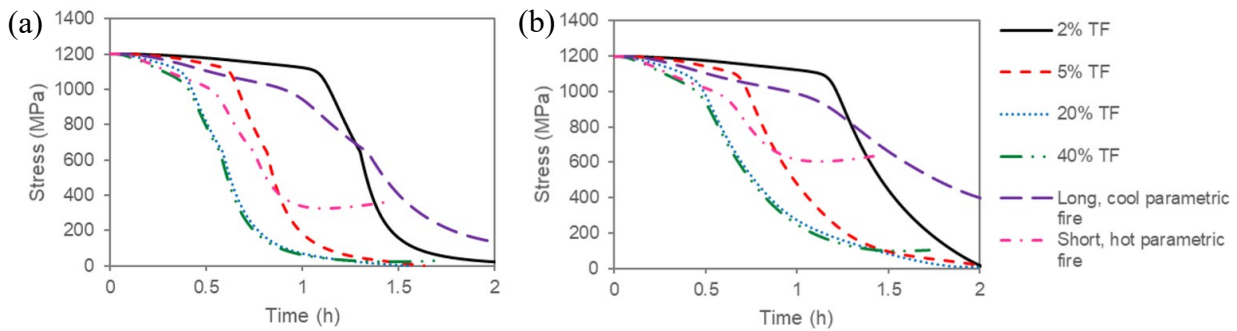 (a)
1400
1200
1000
800
600
400
200
0
Stress (MPa)
0 0.5 1 1.5 2
Time (h)
(b)
1400
1200
1000
800
600
400
200
0
Stress (MPa)
0 0.5 1 1.5 2
Time (h)
2% TF
5% TF
20% TF
40% TF
Long, cool parametric
fire
Short, hot parametric
fire